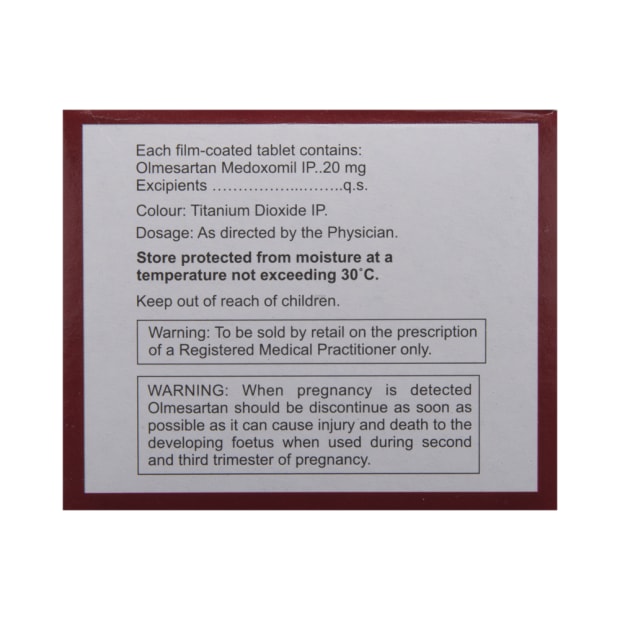 Each film-coated tablet contains:
Olmesartan Medoxomil IP..20 mg
Excipients ……………...……..q.s.
Colour: Titanium Dioxide IP.
Dosage: As directed by the Physician.
Store protected from moisture at a
temperature not exceeding 30˚C.
Keep out of reach of children.
Warning: To be sold by retail on the prescription
of a Registered Medical Practitioner only.
WARNING: When pregnancy is detected
Olmesartan should be discontinue as soon as
possible as it can cause injury and death to the
developing foetus when used during second
and third trimester of pregnancy.